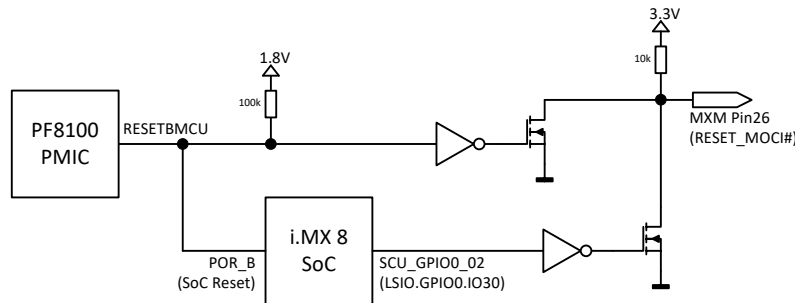 3.3V
1.8V
10k
100k
PF8100
PMIC
RESETBMCU
MXM Pin26
(RESET_MOCI#)
i.MX 8
SoC
POR_B
(SoC Reset)
SCU_GPIO0_02
(LSIO.GPIO0.IO30)